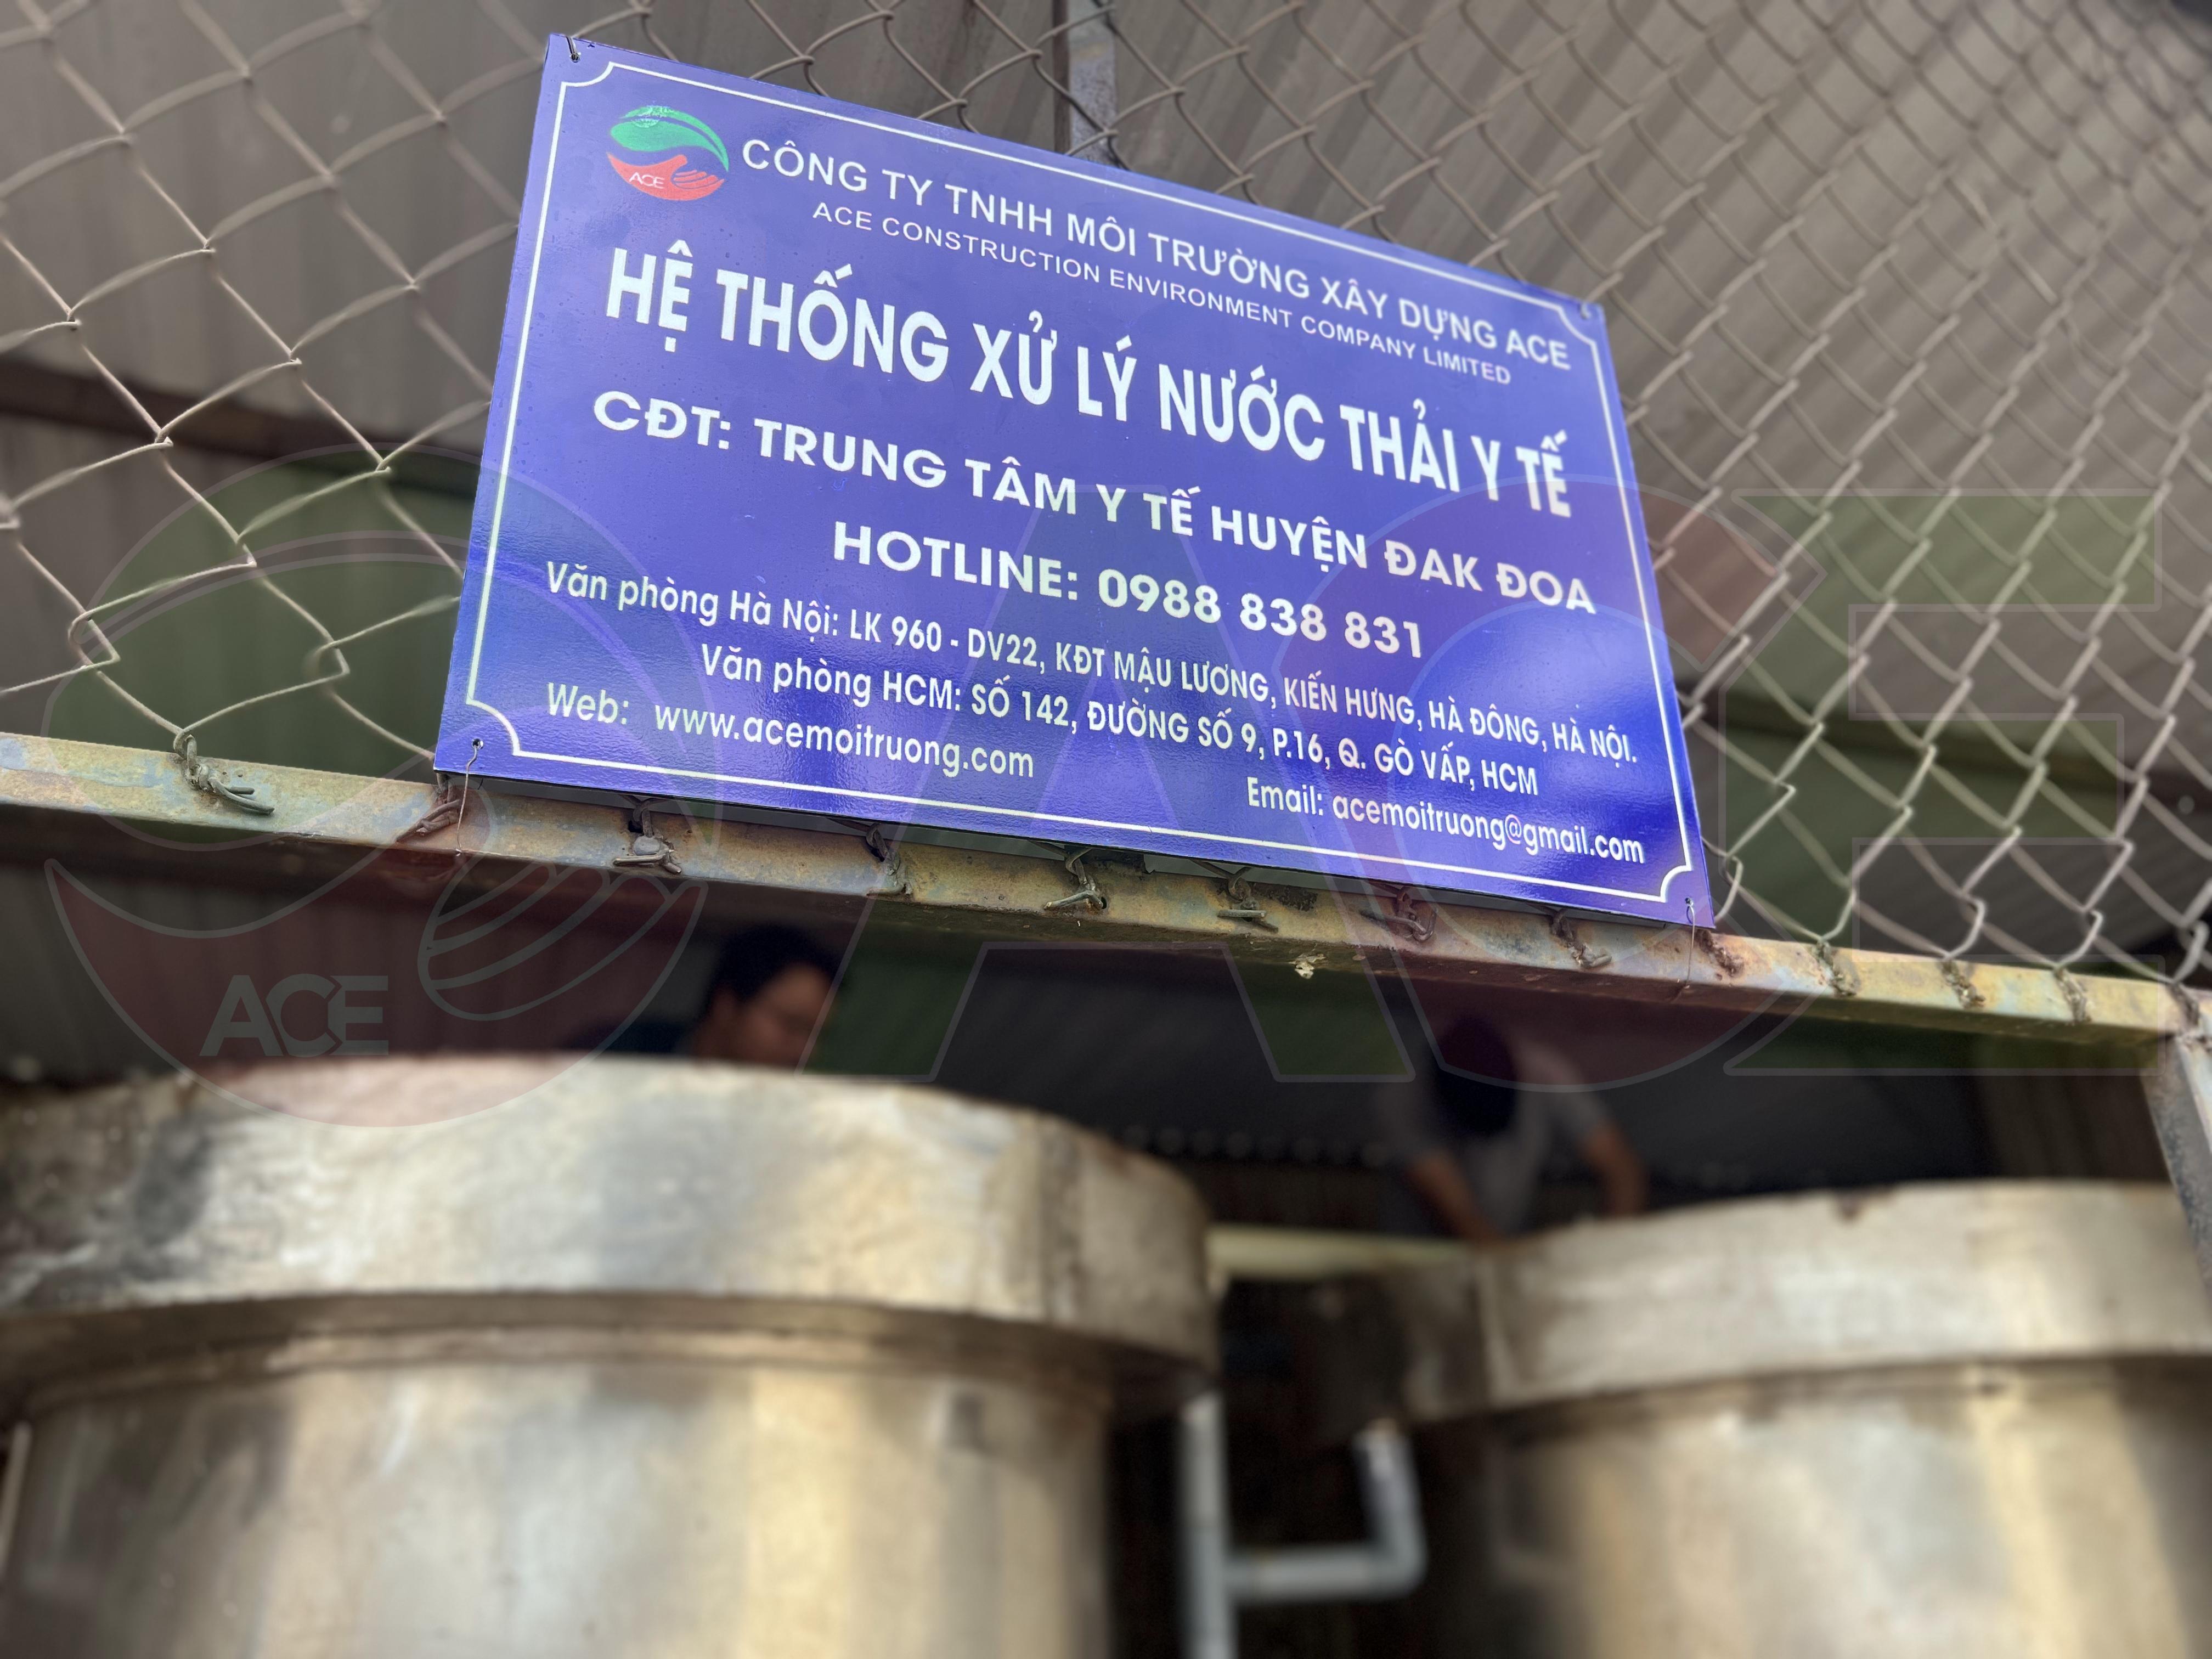 ACE
CÔNG TY TNHH MÔI TRƯỜNG XÂY DỰNG ACE
ACE CONSTRUCTION ENVIRONMENT COMPANY LIMITED
HỆ THỐNG XỬ LÝ NƯỚC THẢI Y TẾ
CĐT: TRUNG TÂM Y TẾ HUYỆN ĐAK ĐOA
HOTLINE: 0988 838 831
Văn phòng Hà Nội: LK 960 - DV22, KĐT MẬU LƯƠNG, KIẾN HƯNG, HÀ ĐÔNG, HÀ NỘI.
Văn phòng HCM: SỐ 142, ĐƯỜNG SỐ 9, P.16, Q. GÒ VẤP, HCM
Web: www.acemoitruong.com Email: acemoitruong@gmail.com
ACE
ACE